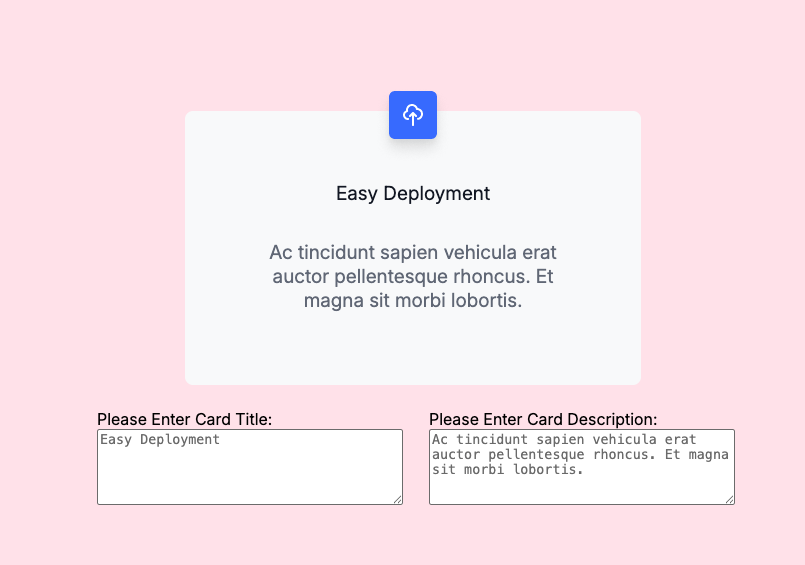 Easy Deployment
Ac tincidunt sapien vehicula erat
auctor pellentesque rhoncus. Et
magna sit morbi lobortis.
Please Enter Card Title:
Easy Deployment
Please Enter Card Description:
Ac tincidunt sapien vehicula erat
auctor pellentesque rhoncus. Et magna
sit morbi lobortis.